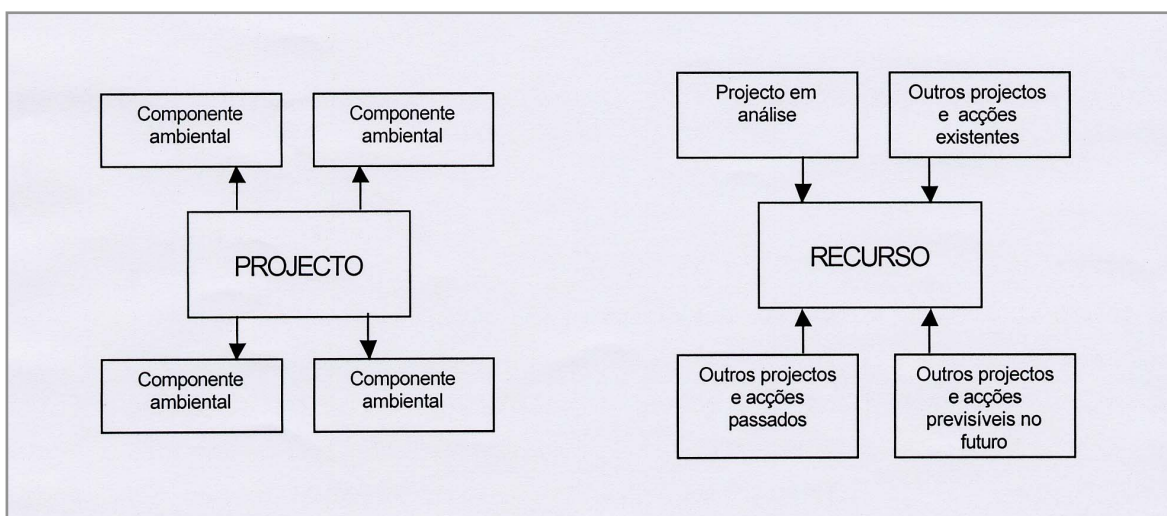 Componente
ambiental
Componente
ambiental
PROJECTO
Componente
ambiental
Componente
ambiental
Projecto em
análise
Outros projectos
e acções
existentes
RECURSO
Outros projectos
e acções
passados
Outros projectos
e acções
previsíveis no
futuro